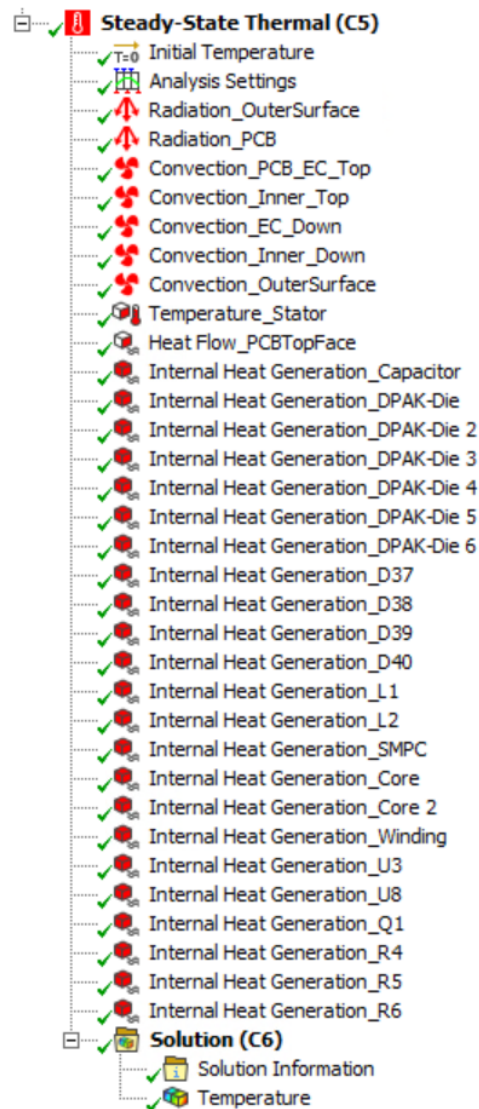 Steady-State Thermal (C5)
T=0 Initial Temperature
Analysis Settings
Radiation_OuterSurface
Radiation_PCB
Convection_PCB_EC_Top
Convection_Inner_Top
Convection_EC_Down
Convection_Inner_Down
Convection_OuterSurface
Temperature_Stator
Heat Flow_PCBTopFace
Internal Heat Generation_Capacitor
Internal Heat Generation_DPAK-Die
Internal Heat Generation_DPAK-Die 2
Internal Heat Generation_DPAK-Die 3
Internal Heat Generation_DPAK-Die 4
Internal Heat Generation_DPAK-Die 5
Internal Heat Generation_DPAK-Die 6
Internal Heat Generation_D37
Internal Heat Generation_D38
Internal Heat Generation_D39
Internal Heat Generation_D40
Internal Heat Generation_L1
Internal Heat Generation_L2
Internal Heat Generation_SMPC
Internal Heat Generation_Core
Internal Heat Generation_Core 2
Internal Heat Generation_Winding
Internal Heat Generation_U3
Internal Heat Generation_U8
Internal Heat Generation_Q1
Internal Heat Generation_R4
Internal Heat Generation_R5
Internal Heat Generation_R6
Solution (C6)
Solution Information
Temperature